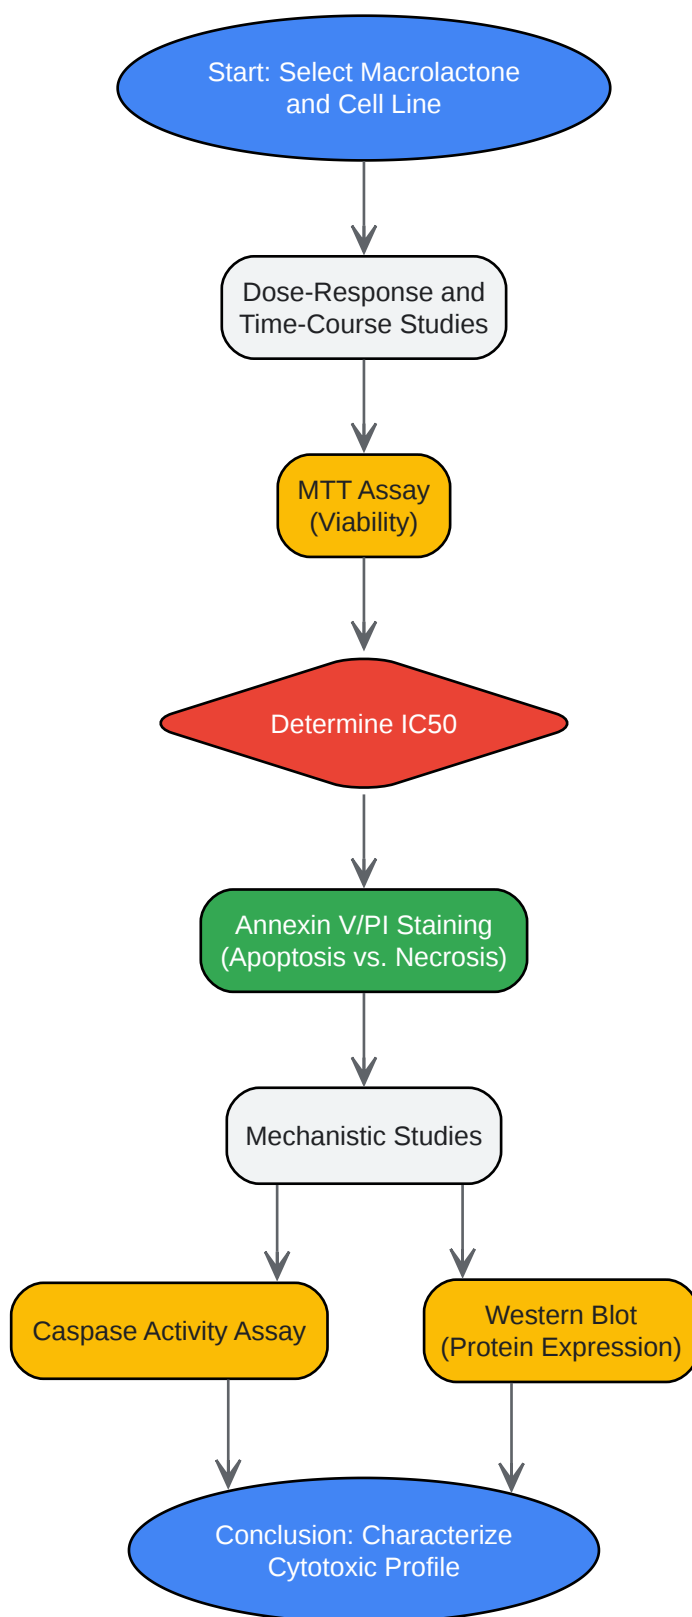 Start: Select Macrolactone
and Cell Line
Dose-Response and
Time-Course Studies
MTT Assay
(Viability)
Determine IC50
Annexin V/PI Staining
(Apoptosis vs. Necrosis)
Mechanistic Studies
Caspase Activity Assay
Western Blot
(Protein Expression)
Conclusion: Characterize
Cytotoxic Profile